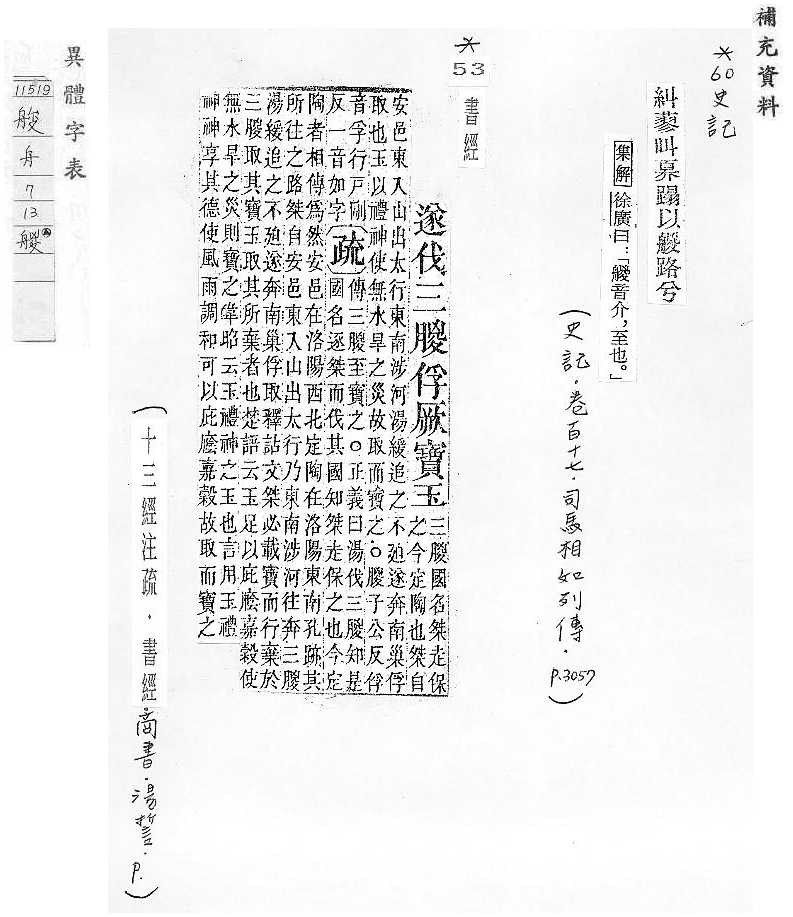 補充資料
*60史記
糾蓼叫奡蹋以艐路兮
集解 徐廣曰：「艐音介，至也。」
（史記．卷百十七．司馬相如列傳．P.3057）
*53 書經
遂伐三朡俘厥寶玉 三朡國名桀走保
之今定陶也桀自
安邑東入山出太行東南涉河湯緩追之不迫遂奔南巢俘
取也玉以禮神使無水旱之災故取而寶之○朡子公反俘
音孚行戸剛〔疏〕傳三朡至寶之○正義曰湯伐三朡知是
反一音如字 國名逐桀而伐其國知桀走保之也今定
陶者相傳為然安邑在洛陽西北定陶在洛陽東南孔跡其
所往之路桀自安邑東入山出太行乃東南涉河往奔三朡
湯緩追之不迫遂奔南巢俘取釋詁文桀必載寶而行棄於
三朡取其寶玉取其所棄者也楚語云玉足以庇廕嘉穀使
無水旱之災則寶之韋昭云玉禮神之玉也言用玉禮
神神享其德使風雨調和可以庇廕嘉穀故取而寶之
（十三經注疏．書經商書．湯誓．P.）
異體字表
11519
艐
舟
7
13